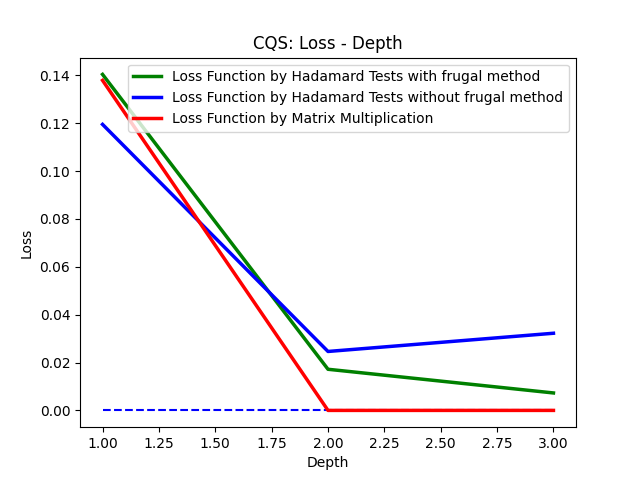 CQS: Loss - Depth
Loss Function by Hadamard Tests with frugal method
Loss Function by Hadamard Tests without frugal method
Loss Function by Matrix Multiplication
Loss
0.14
0.12
0.10
0.08
0.06
0.04
0.02
0.00
1.00 1.25 1.50 1.75 2.00 2.25 2.50 2.75 3.00
Depth